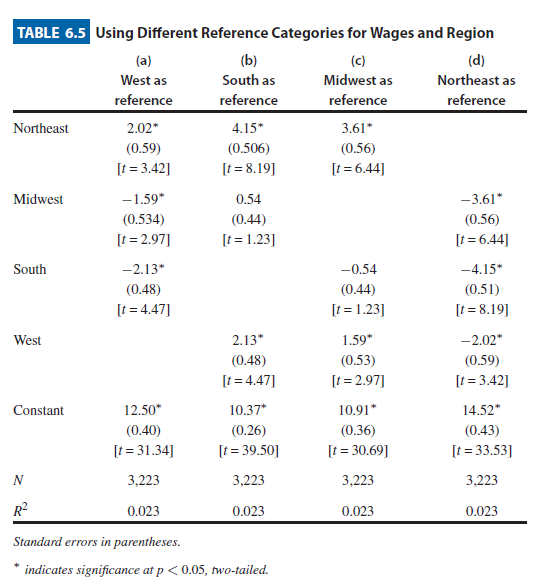 TABLE 6.5 Using Different Reference Categories for Wages and Region
(a) (b) (c) (d)
West as South as Midwest as Northeast as
reference reference reference reference
Northeast 2.02* 4.15* 3.61*
(0.59) (0.506) (0.56)
[t = 3.42] [t = 8.19] [t = 6.44]
Midwest −1.59* 0.54 −3.61*
(0.534) (0.44) (0.56)
[t = 2.97] [t = 1.23] [t = 6.44]
South −2.13* −0.54 −4.15*
(0.48) (0.44) (0.51)
[t = 4.47] [t = 1.23] [t = 8.19]
West 2.13* 1.59* −2.02*
(0.48) (0.53) (0.59)
[t = 4.47] [t = 2.97] [t = 3.42]
Constant 12.50* 10.37* 10.91* 14.52*
(0.40) (0.26) (0.36) (0.43)
[t = 31.34] [t = 39.50] [t = 30.69] [t = 33.53]
N 3,223 3,223 3,223 3,223
R² 0.023 0.023 0.023 0.023
Standard errors in parentheses.
* indicates significance at p < 0.05, two-tailed.